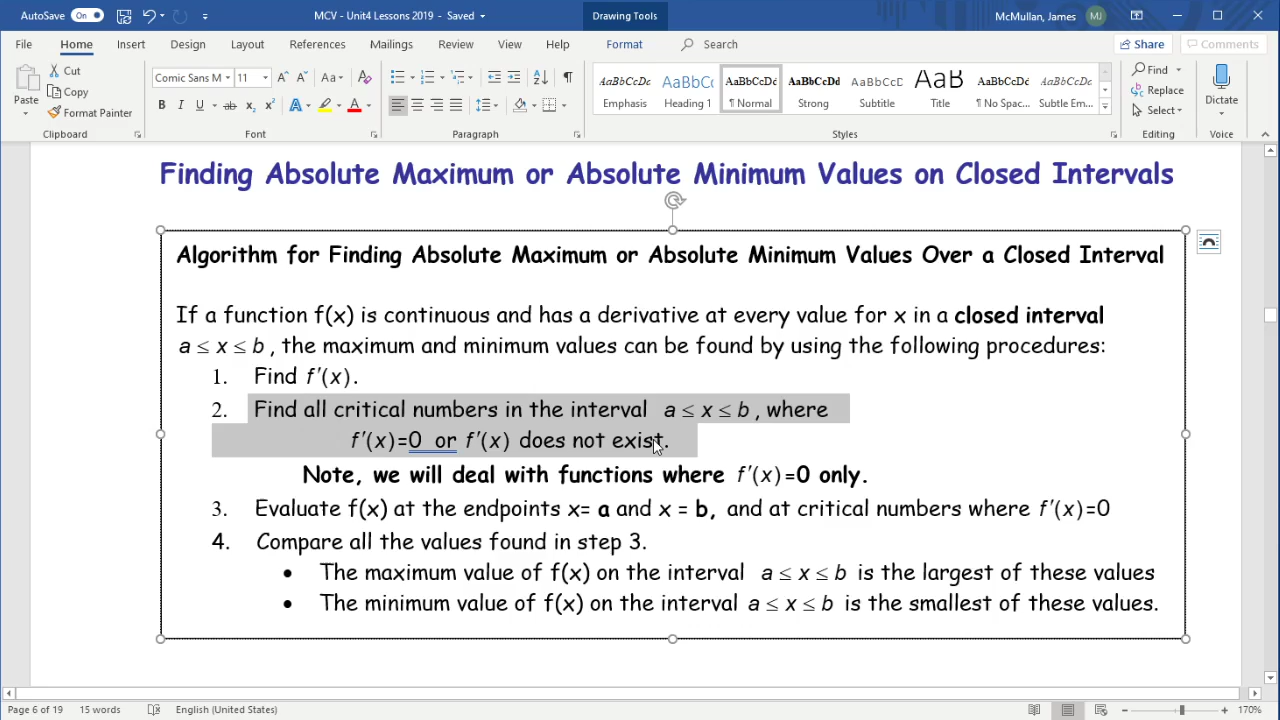 AutoSave On MCV - Unit4 Lessons 2019 - Saved Drawing Tools McMullan, James MJ
File Home Insert Design Layout References Mailings Review View Help Format Search Share Comments
Paste Cut Copy Format Painter
Comic Sans M 11
Emphasis Heading 1 ¶ Normal Strong Subtitle Title ¶ No Spac... Subtle Em...
Find Replace Select Dictate
Clipboard Font Paragraph Styles Editing Voice
Finding Absolute Maximum or Absolute Minimum Values on Closed Intervals
Algorithm for Finding Absolute Maximum or Absolute Minimum Values Over a Closed Interval
If a function f(x) is continuous and has a derivative at every value for x in a closed interval
a ≤ x ≤ b , the maximum and minimum values can be found by using the following procedures:
1. Find f′(x).
2. Find all critical numbers in the interval a ≤ x ≤ b , where
f′(x)=0 or f′(x) does not exist.
Note, we will deal with functions where f′(x)=0 only.
3. Evaluate f(x) at the endpoints x= a and x = b, and at critical numbers where f′(x)=0
4. Compare all the values found in step 3.
• The maximum value of f(x) on the interval a ≤ x ≤ b is the largest of these values
• The minimum value of f(x) on the interval a ≤ x ≤ b is the smallest of these values.
Page 6 of 19 15 words English (United States) 170%